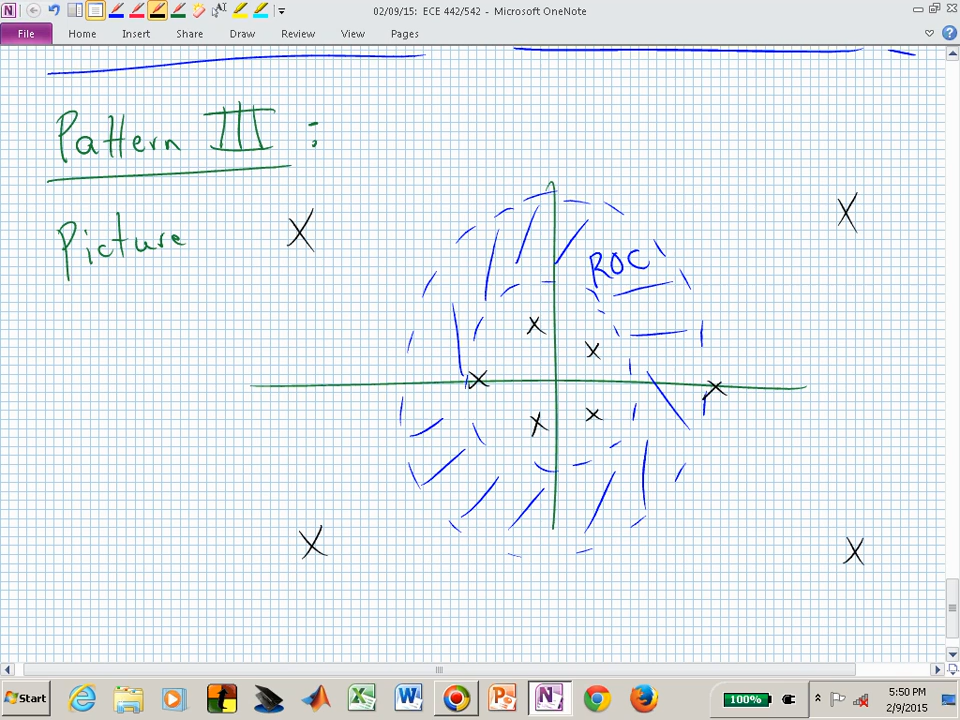 02/09/15: ECE 442/542 - Microsoft OneNote
File Home Insert Share Draw Review View Pages
Pattern III :
Picture
X X
ROC
X
X
X X
X X
X X
100% 5:50 PM
2/9/2015
Start